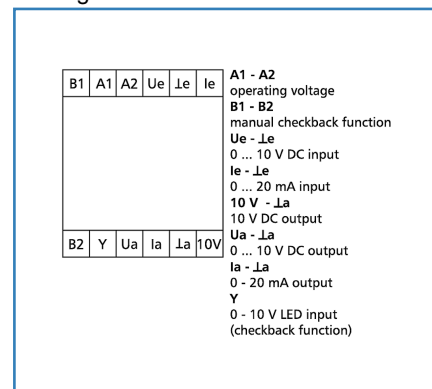 B1 A1 A2 Ue ⊥e Ie
B2 Y Ua Ia ⊥a 10V
A1 - A2
operating voltage
B1 - B2
manual checkback function
Ue - ⊥e
0 ... 10 V DC input
Ie - ⊥e
0 ... 20 mA input
10 V - ⊥a
10 V DC output
Ua - ⊥a
0 ... 10 V DC output
Ia - ⊥a
0 - 20 mA output
Y
0 - 10 V LED input
(checkback function)